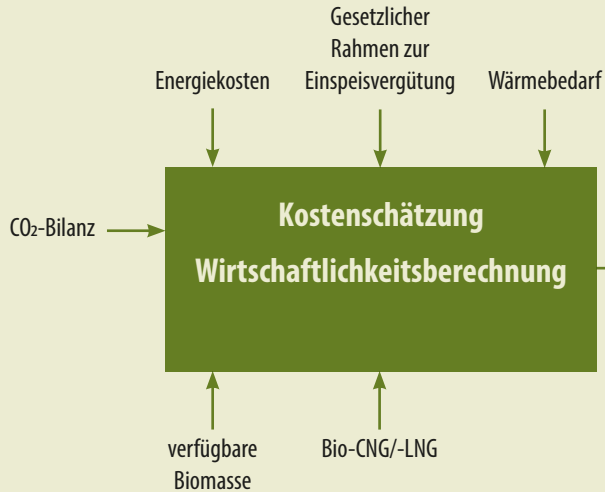 Gesetzlicher
Rahmen zur
Einspeisvergütung
Energiekosten
Wärmebedarf
CO₂-Bilanz
Kostenschätzung
Wirtschaftlichkeitsberechnung
verfügbare
Biomasse
Bio-CNG/-LNG